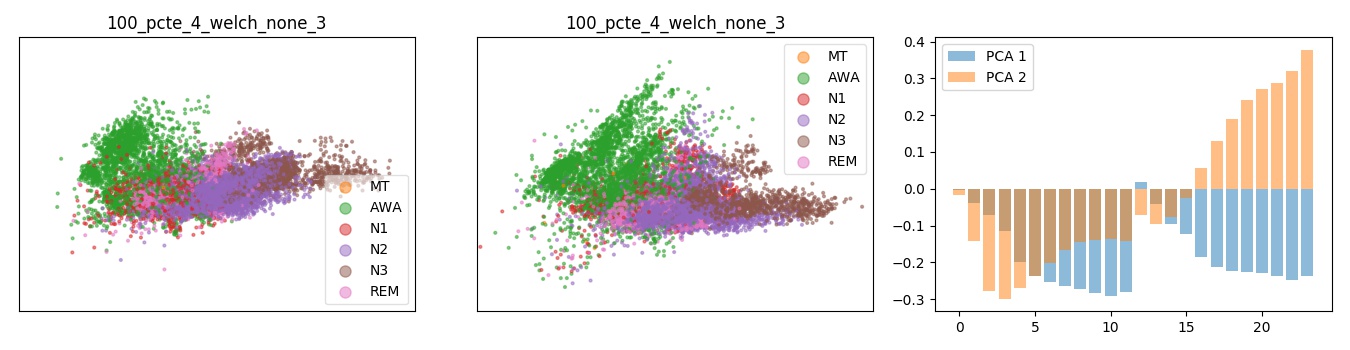 100_pcte_4_welch_none_3
MT
AWA
N1
N2
N3
REM
100_pcte_4_welch_none_3
MT
AWA
N1
N2
N3
REM
PCA 1
PCA 2
0.4
0.3
0.2
0.1
0.0
−0.1
−0.2
−0.3
0
5
10
15
20